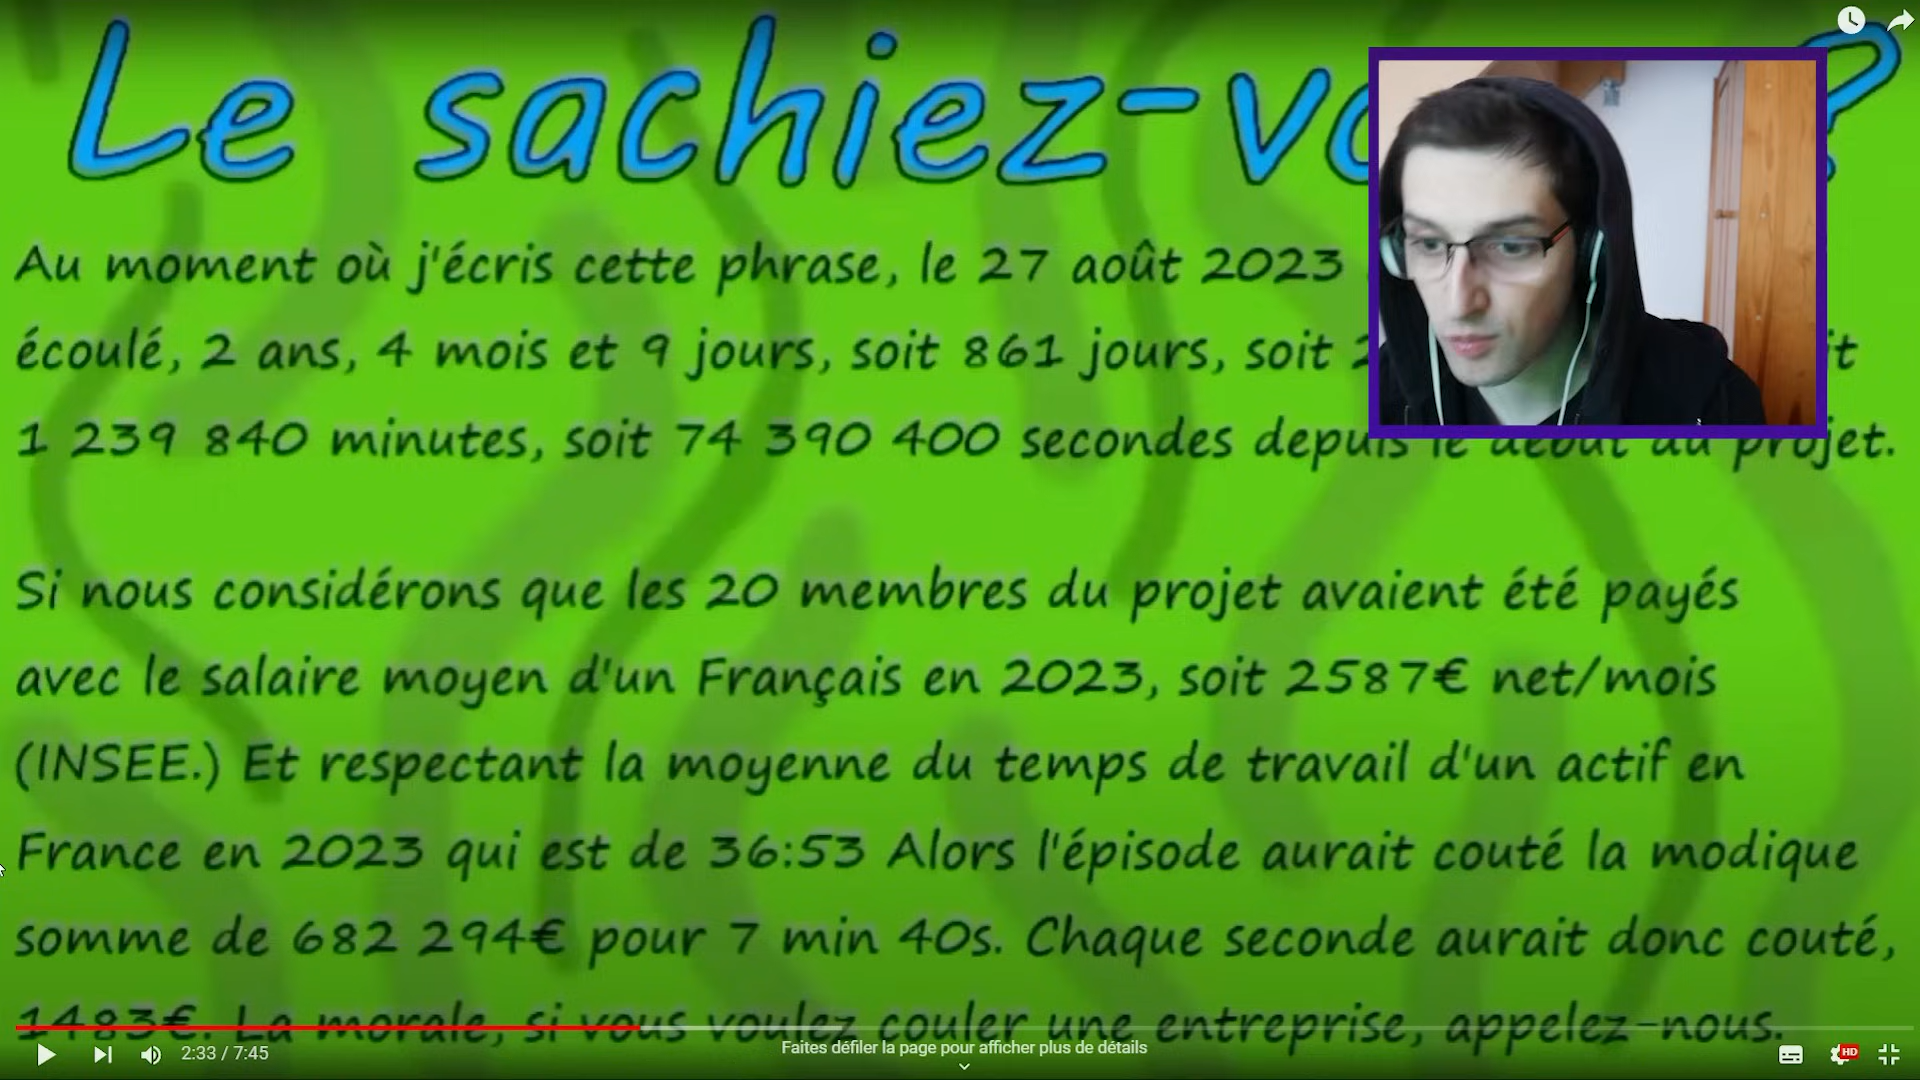 Le sachiez-vo ?
Au moment où j'écris cette phrase, le 27 août 2023
écoulé, 2 ans, 4 mois et 9 jours, soit 861 jours, soit
1 239 840 minutes, soit 74 390 400 secondes depuis le début du projet.
Si nous considérons que les 20 membres du projet avaient été payés
avec le salaire moyen d'un Français en 2023, soit 2587€ net/mois
(INSEE.) Et respectant la moyenne du temps de travail d'un actif en
France en 2023 qui est de 36:53 Alors l'épisode aurait couté la modique
somme de 682 294€ pour 7 min 40s. Chaque seconde aurait donc couté,
1483€. La morale, si vous voulez couler une entreprise, appelez-nous.
2:33 / 7:45
Faites défiler la page pour afficher plus de détails
HD